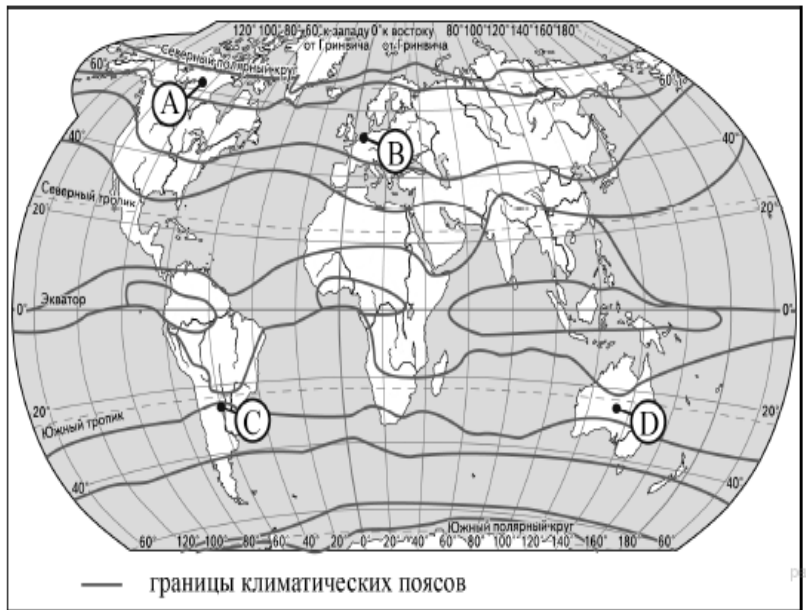 120° 100° 80° 60° к западу 0° к востоку 80° 100° 120° 140° 160° 180°
от Гринвича от Гринвича
Северный полярный круг
60° 60°
A
B
40° 40°
Северный тропик
20° 20°
Экватор
0° 0°
C
D
20° 20°
Южный тропик
40° 40°
Южный полярный круг
60° 120° 100° 80° 60° 40° 20° 0° 20° 40° 60° 80° 100° 120° 140° 160° 180° 60°
границы климатических поясов